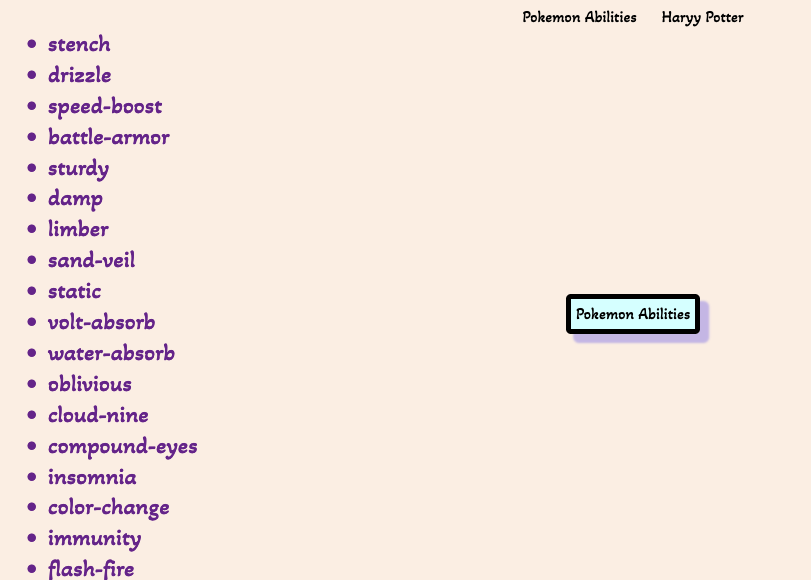 Pokemon Abilities Haryy Potter
stench
drizzle
speed-boost
battle-armor
sturdy
damp
limber
sand-veil
static
volt-absorb
water-absorb
oblivious
cloud-nine
compound-eyes
insomnia
color-change
immunity
flash-fire
Pokemon Abilities